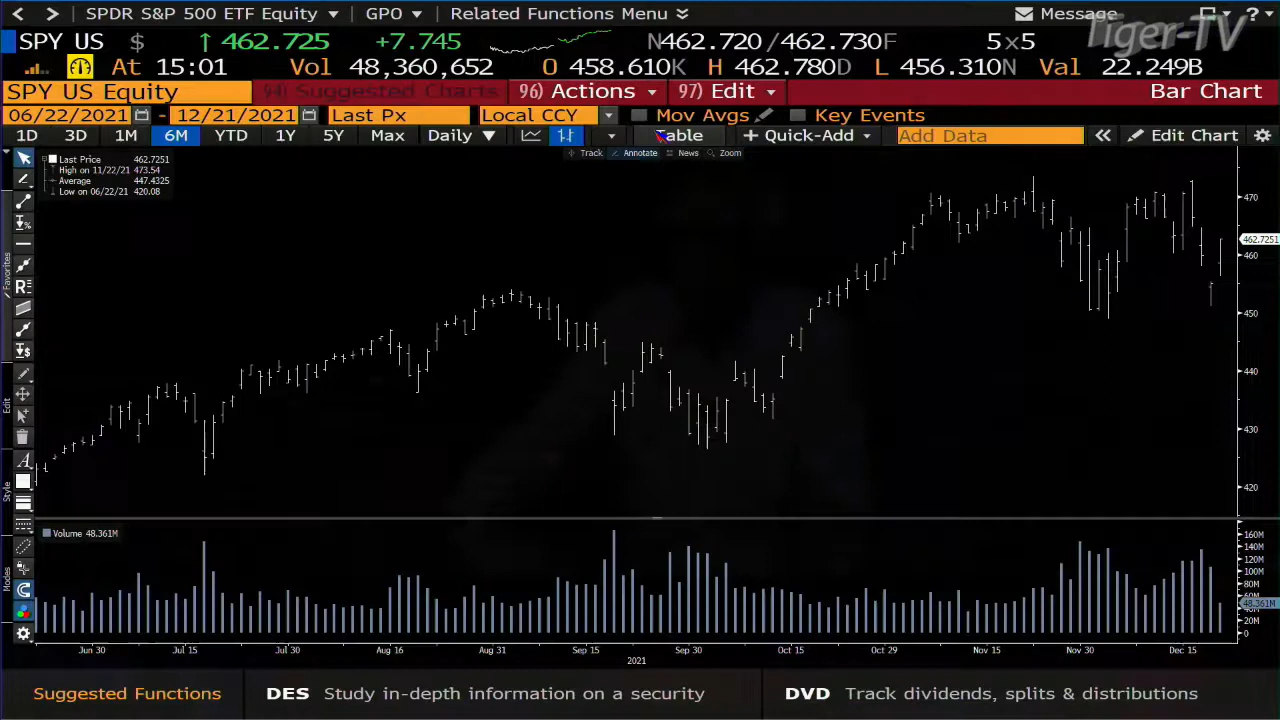 SPDR S&P 500 ETF Equity GPO Related Functions Menu Message ?
Tiger-TV
SPY US $ ↑ 462.725 +7.745 N462.720 / 462.730F 5x5
At 15:01 Vol 48,360,652 O 458.610K H 462.780D L 456.310N Val 22.249B
SPY US Equity 94) Suggested Charts 96) Actions 97) Edit Bar Chart
06/22/2021 - 12/21/2021 Last Px Local CCY Mov Avgs Key Events
1D 3D 1M 6M YTD 1Y 5Y Max Daily Table + Quick-Add Add Data « Edit Chart
Track Annotate News Zoom
Last Price 462.7251
High on 11/22/21 473.54
Average 447.4325
Low on 06/22/21 420.08
470
462.7251
460
450
440
430
420
Favorites
Edit
Style
Modes
Volume 48.361M
160M
140M
120M
100M
80M
60M
48.361M
40M
20M
0
Jun 30 Jul 15 Jul 30 Aug 16 Aug 31 Sep 15 Sep 30 Oct 15 Oct 29 Nov 15 Nov 30 Dec 15
2021
Suggested Functions DES Study in-depth information on a security DVD Track dividends, splits & distributions